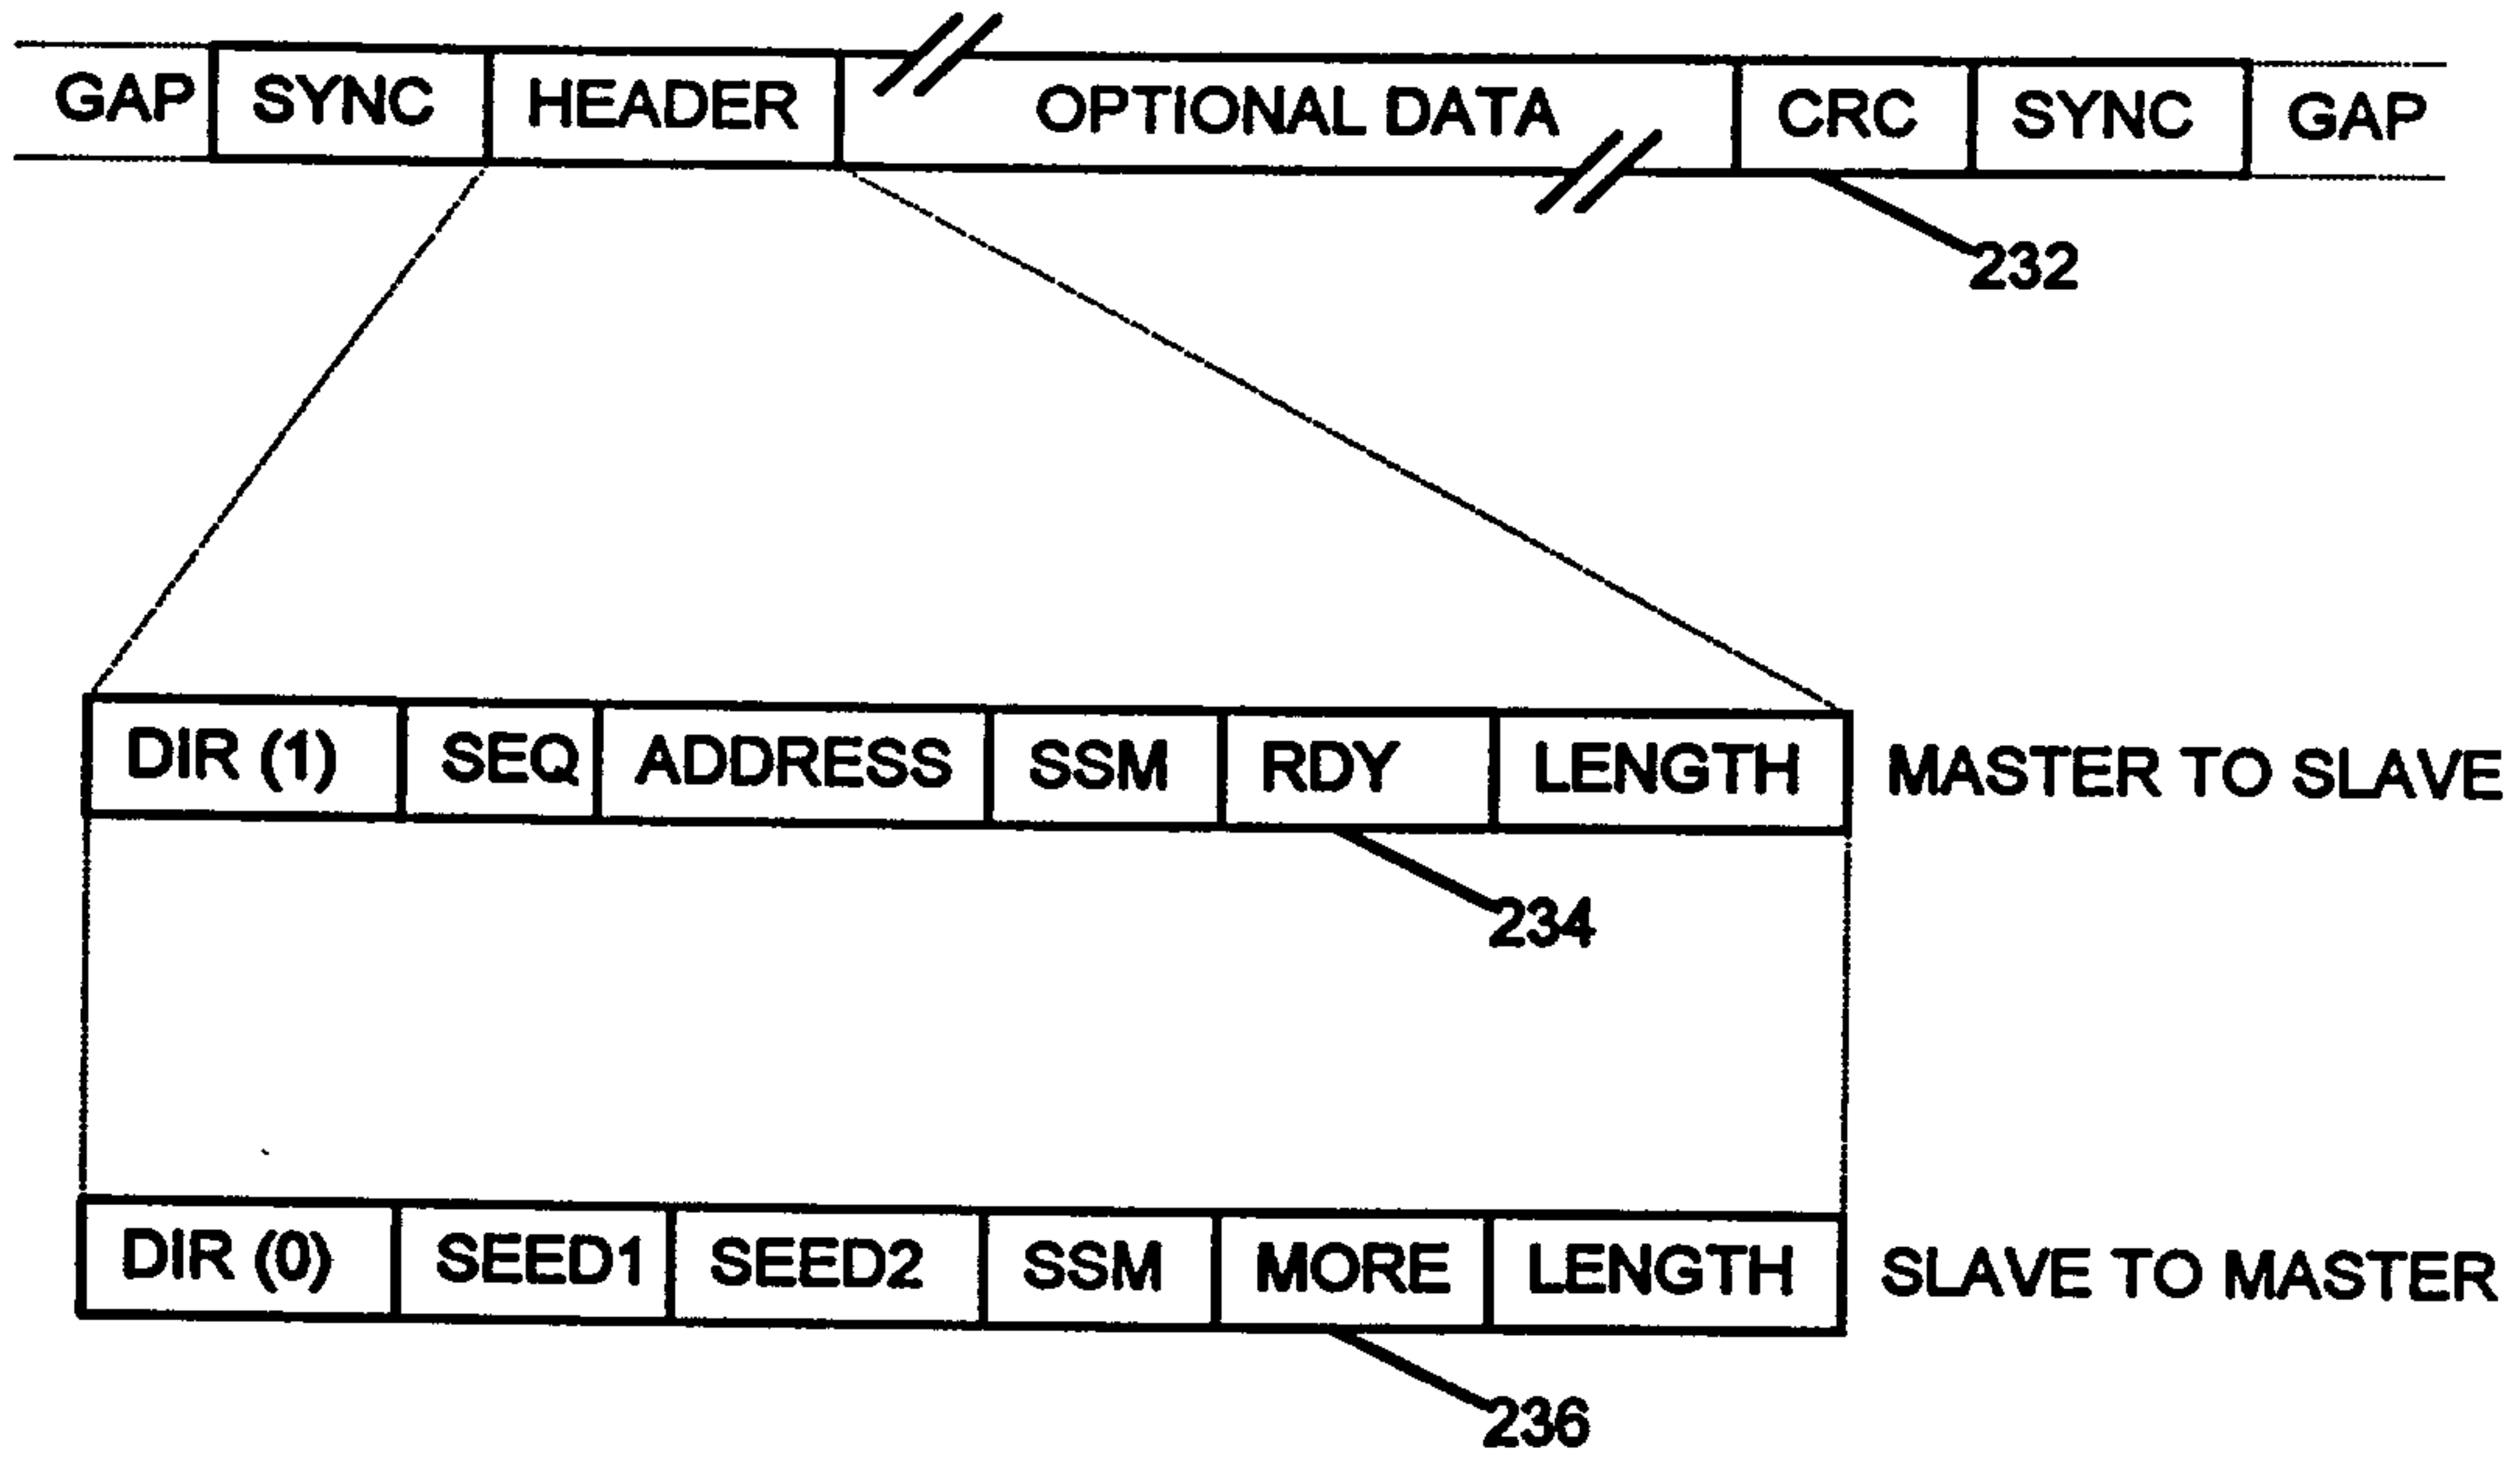 GAP SYNC HEADER OPTIONAL DATA CRC SYNC GAP
232
DIR (1) SEQ ADDRESS SSM RDY LENGTH MASTER TO SLAVE
234
DIR (0) SEED1 SEED2 SSM MORE LENGTH SLAVE TO MASTER
236